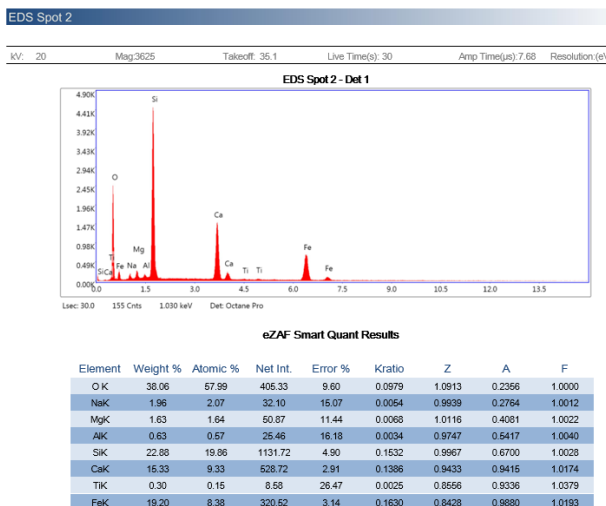 EDS Spot 2
kV: 20 Mag:3625 Takeoff: 35.1 Live Time(s): 30 Amp Time(µs):7.68 Resolution:(eV
EDS Spot 2 - Det 1
4.90K
4.41K
3.92K
3.43K
2.94K
2.45K
1.96K
1.47K
0.98K
0.49K
0.00K
Si
O
Ca
Fe
Mg
Ti
Si Ca Fe Na Al Ca Ti Ti Fe
0.0 1.5 3.0 4.5 6.0 7.5 9.0 10.5 12.0 13.5
Lsec: 30.0 155 Cnts 1.030 keV Det: Octane Pro
eZAF Smart Quant Results
Element Weight % Atomic % Net Int. Error % Kratio Z A F
O K 38.06 57.99 405.33 9.60 0.0979 1.0913 0.2356 1.0000
NaK 1.96 2.07 32.10 15.07 0.0054 0.9939 0.2764 1.0012
MgK 1.63 1.64 50.87 11.44 0.0068 1.0116 0.4081 1.0022
AlK 0.63 0.57 25.46 16.18 0.0034 0.9747 0.5417 1.0040
SiK 22.88 19.86 1131.72 4.90 0.1532 0.9967 0.6700 1.0028
CaK 15.33 9.33 528.72 2.91 0.1386 0.9433 0.9415 1.0174
TiK 0.30 0.15 8.58 26.47 0.0025 0.8556 0.9336 1.0379
FeK 19.20 8.38 320.52 3.14 0.1630 0.8428 0.9880 1.0193